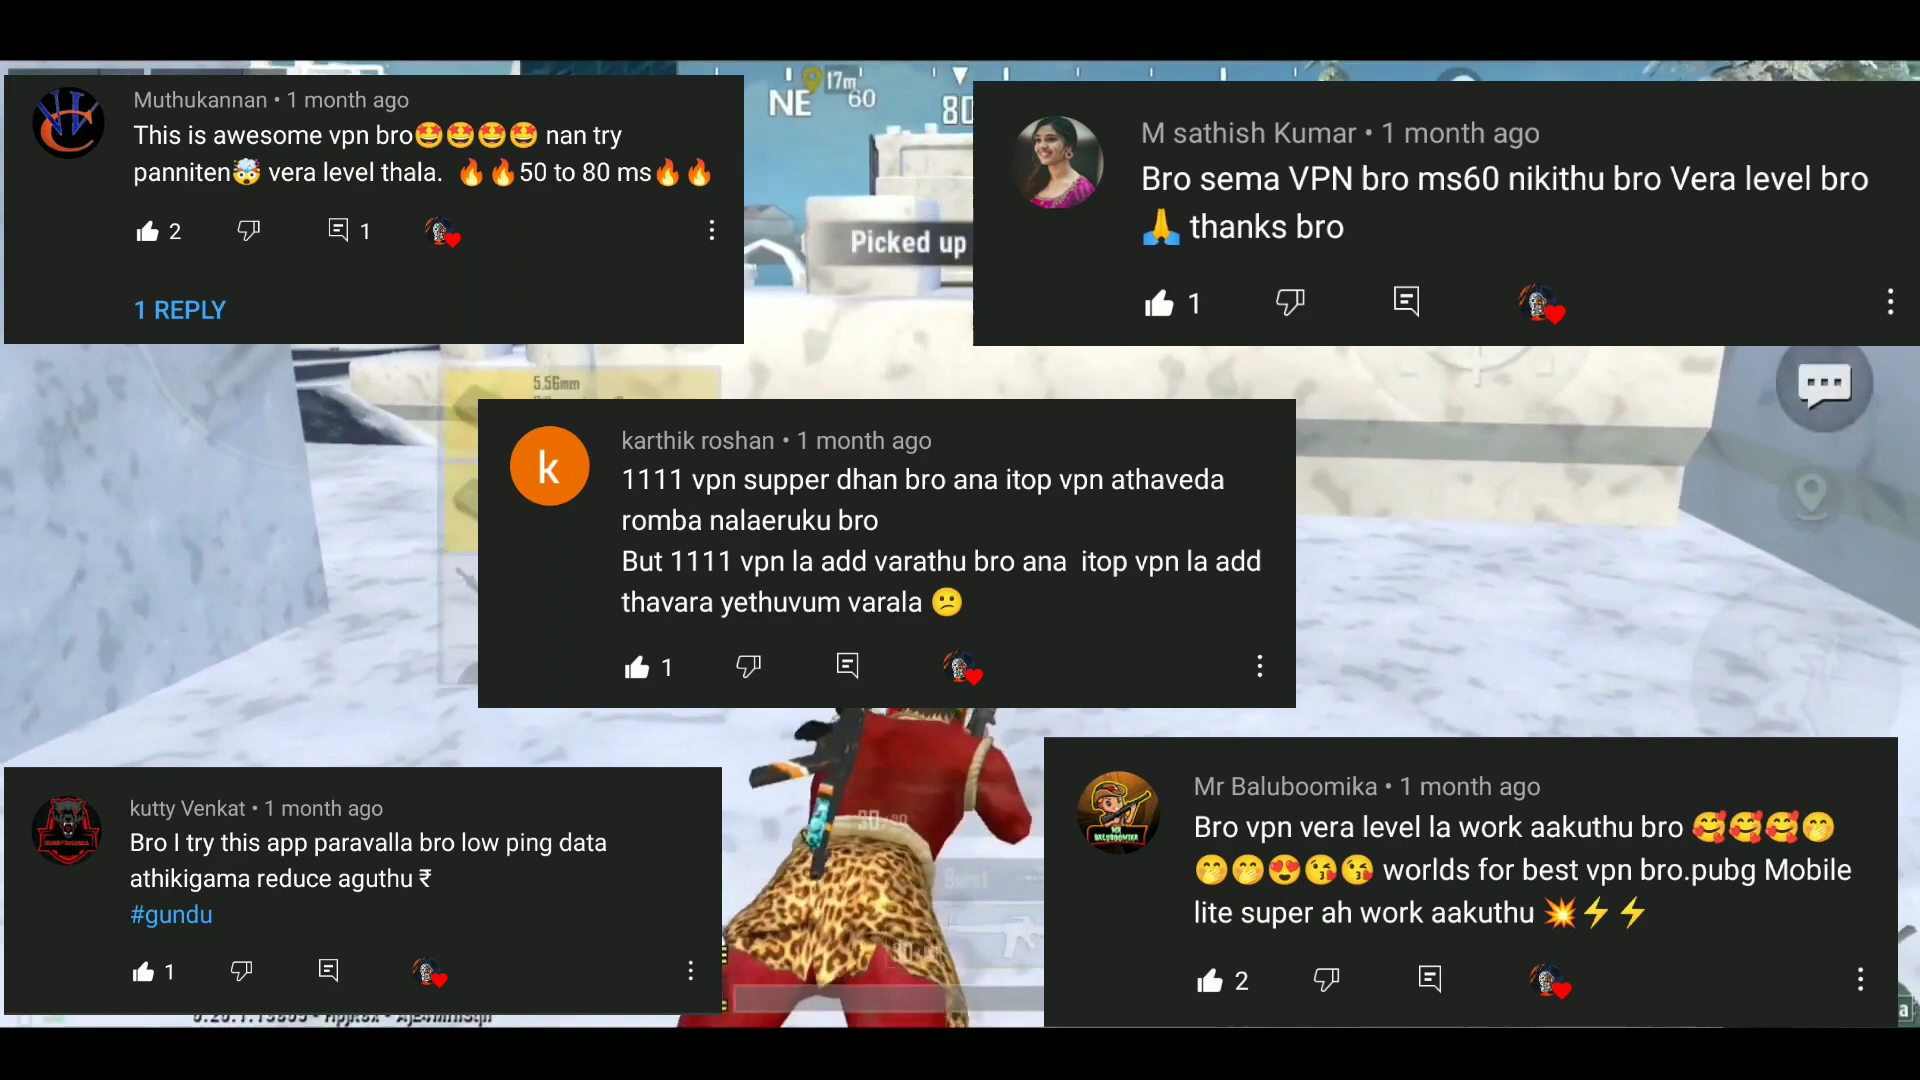 NE
17m
60
80
Muthukannan • 1 month ago
This is awesome vpn bro🤩🤩🤩🤩 nan try
panniten🤯 vera level thala. 🔥🔥50 to 80 ms🔥🔥
2
1
1 REPLY
Picked up
M sathish Kumar • 1 month ago
Bro sema VPN bro ms60 nikithu bro Vera level bro
🙏 thanks bro
1
5.56mm
karthik roshan • 1 month ago
k
1111 vpn supper dhan bro ana itop vpn athaveda
romba nalaeruku bro
But 1111 vpn la add varathu bro ana itop vpn la add
thavara yethuvum varala 😕
1
kutty Venkat • 1 month ago
Bro I try this app paravalla bro low ping data
athikigama reduce aguthu ₹
#gundu
1
Burst
Mr Baluboomika • 1 month ago
MR
BALUBOOMIKA
Bro vpn vera level la work aakuthu bro 🥰🥰🥰🤭
🤭🤭😍😘😘 worlds for best vpn bro.pubg Mobile
lite super ah work aakuthu 💥⚡⚡
2